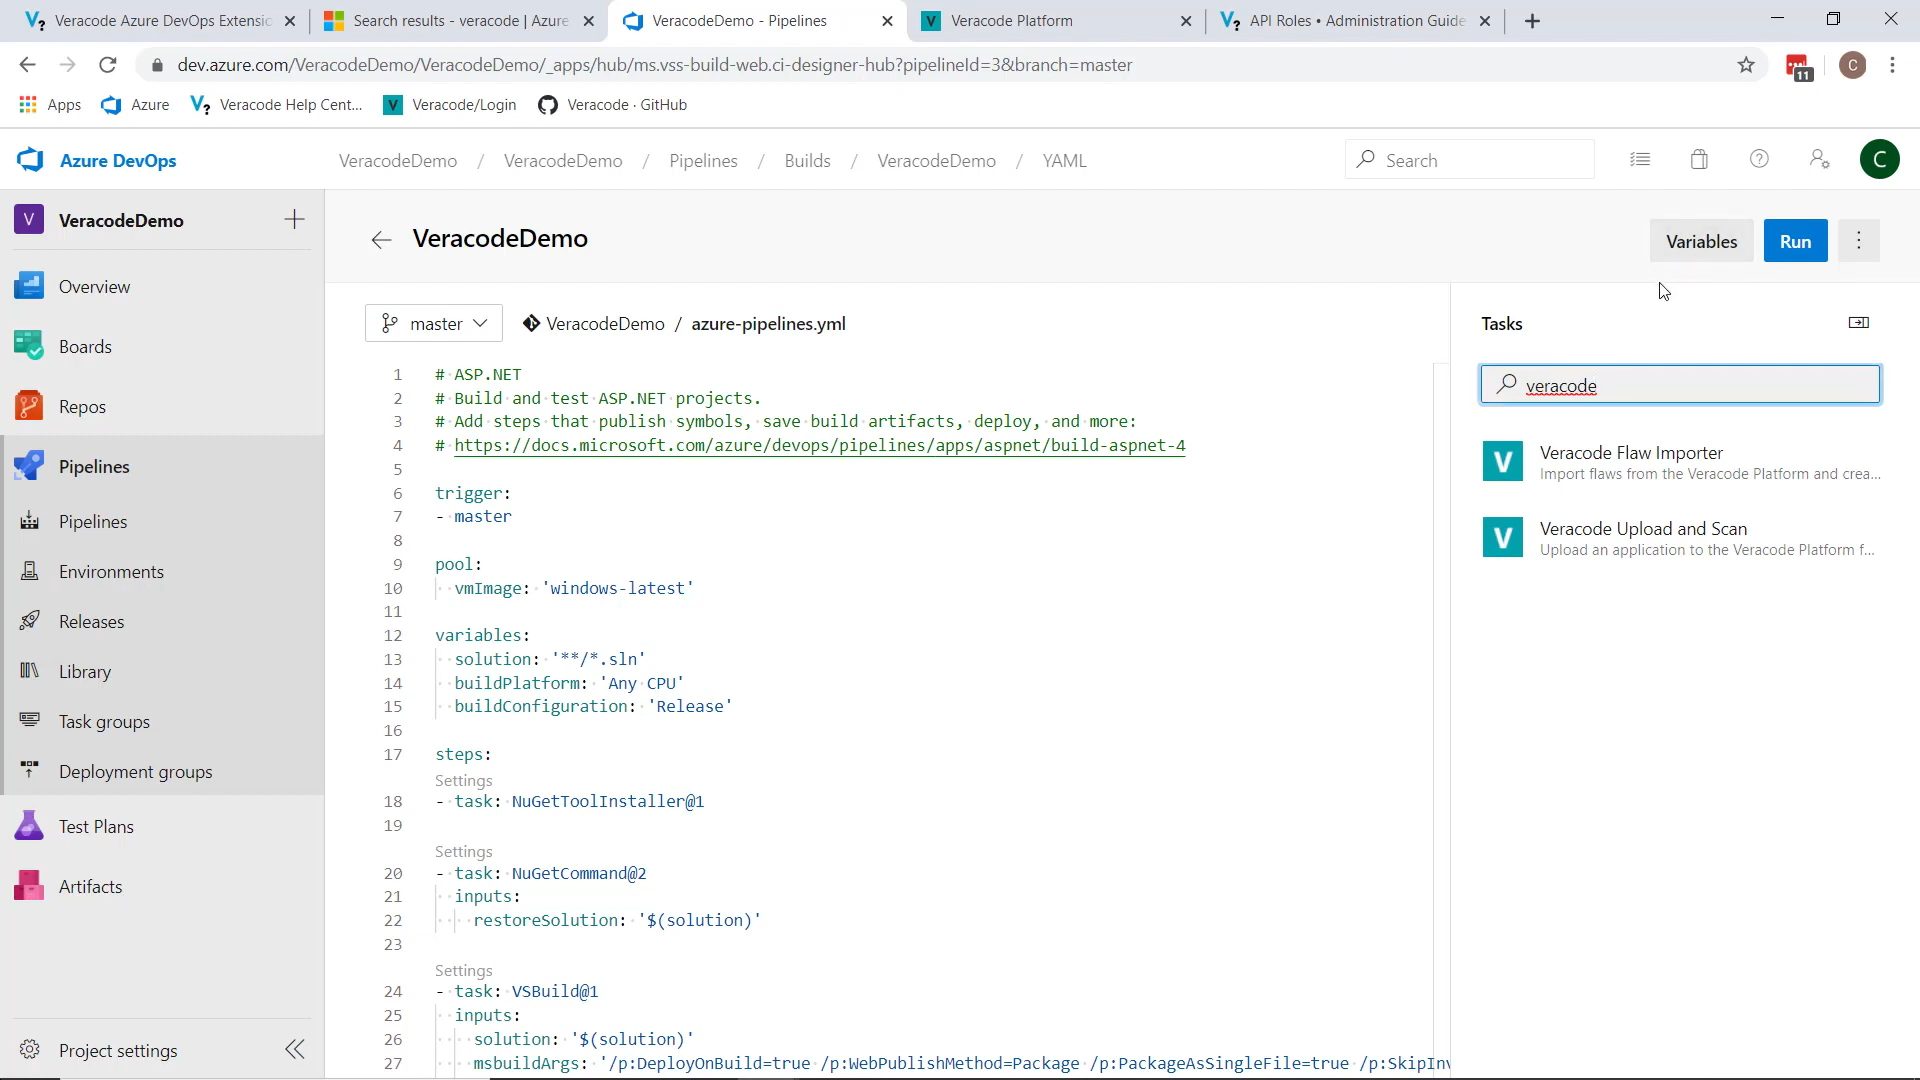 Veracode Azure DevOps Extensio
Search results - veracode | Azure
VeracodeDemo - Pipelines
V Veracode Platform
API Roles • Administration Guide
dev.azure.com/VeracodeDemo/VeracodeDemo/_apps/hub/ms.vss-build-web.ci-designer-hub?pipelineId=3&branch=master
11
C
Apps
Azure
Veracode Help Cent...
V Veracode/Login
Veracode · GitHub
Azure DevOps
VeracodeDemo / VeracodeDemo / Pipelines / Builds / VeracodeDemo / YAML
Search
C
V VeracodeDemo
Overview
Boards
Repos
Pipelines
Pipelines
Environments
Releases
Library
Task groups
Deployment groups
Test Plans
Artifacts
Project settings
VeracodeDemo
Variables
Run
master
VeracodeDemo / azure-pipelines.yml
1 # ASP.NET
2 # Build and test ASP.NET projects.
3 # Add steps that publish symbols, save build artifacts, deploy, and more:
4 # https://docs.microsoft.com/azure/devops/pipelines/apps/aspnet/build-aspnet-4
5
6 trigger:
7 - master
8
9 pool:
10 vmImage: 'windows-latest'
11
12 variables:
13 solution: '**/*.sln'
14 buildPlatform: 'Any CPU'
15 buildConfiguration: 'Release'
16
17 steps:
Settings
18 - task: NuGetToolInstaller@1
19
Settings
20 - task: NuGetCommand@2
21 inputs:
22 restoreSolution: '$(solution)'
23
Settings
24 - task: VSBuild@1
25 inputs:
26 solution: '$(solution)'
27 msbuildArgs: '/p:DeployOnBuild=true /p:WebPublishMethod=Package /p:PackageAsSingleFile=true /p:SkipInv
Tasks
veracode
V Veracode Flaw Importer
Import flaws from the Veracode Platform and crea...
V Veracode Upload and Scan
Upload an application to the Veracode Platform f...